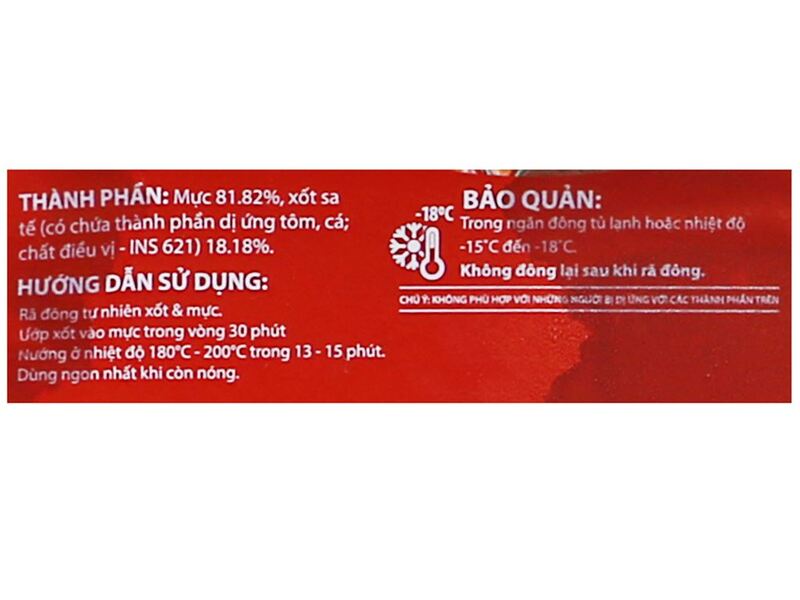 THÀNH PHẦN: Mực 81.82%, xốt sa
tế (có chứa thành phần dị ứng tôm, cá;
chất điều vị - INS 621) 18.18%.
HƯỚNG DẪN SỬ DỤNG:
Rã đông tự nhiên xốt & mực.
Ướp xốt vào mực trong vòng 30 phút
Nướng ở nhiệt độ 180°C - 200°C trong 13 - 15 phút.
Dùng ngon nhất khi còn nóng.
-18°C
BẢO QUẢN:
Trong ngăn đông tủ lạnh hoặc nhiệt độ
-15°C đến -18°C.
Không đông lại sau khi rã đông.
CHÚ Ý: KHÔNG PHÙ HỢP VỚI NHỮNG NGƯỜI BỊ DỊ ỨNG VỚI CÁC THÀNH PHẦN TRÊN